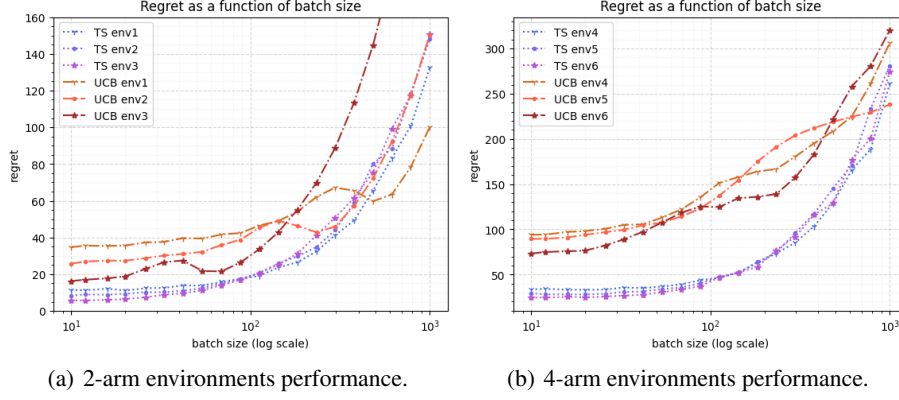 Regret as a function of batch size
160
140
120
100
80
60
40
20
0
regret
TS env1
TS env2
TS env3
UCB env1
UCB env2
UCB env3
10¹
10²
10³
batch size (log scale)
(a) 2-arm environments performance.
Regret as a function of batch size
300
250
200
150
100
50
regret
TS env4
TS env5
TS env6
UCB env4
UCB env5
UCB env6
10¹
10²
10³
batch size (log scale)
(b) 4-arm environments performance.